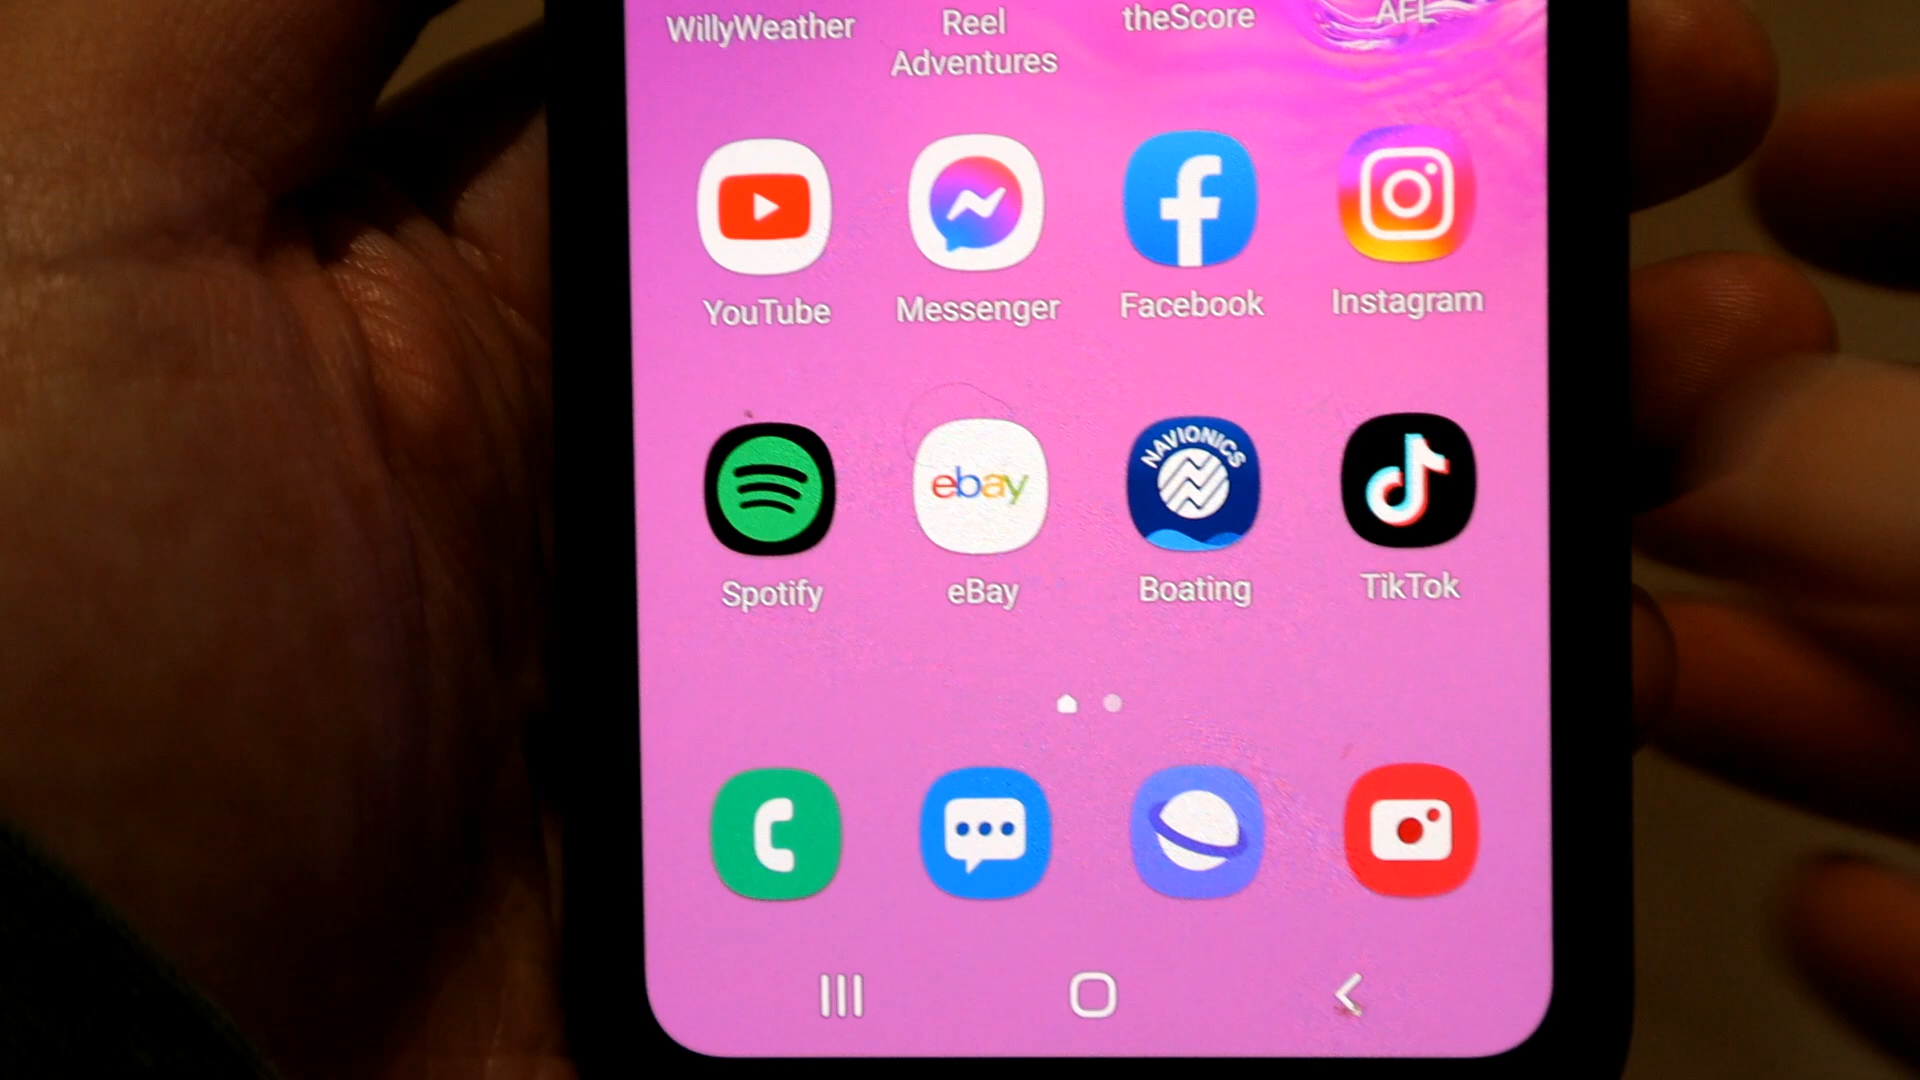 WillyWeather
Reel
Adventures
theScore
AFL
YouTube
Messenger
Facebook
Instagram
ebay
NAVIONICS
Spotify
eBay
Boating
TikTok